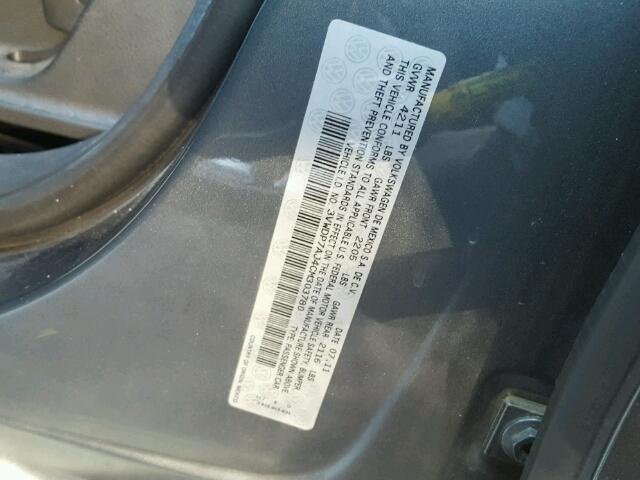 MANUFACTURED BY VOLKSWAGEN DE MEXICO S.A. DE C.V. DATE 07.11
GVWR 4211 LBS GAWR FRONT 2205 LBS GAWR REAR 2116 LBS
THIS VEHICLE CONFORMS TO ALL APPLICABLE U.S. FEDERAL MOTOR VEHICLE SAFETY, BUMPER
AND THEFT PREVENTION STANDARDS IN EFFECT ON THE DATE OF MANUFACTURE SHOWN ABOVE
VEHICLE I.D. NO.: 3VWDP7AJ4CM303780 TYPE: PASSENGER CAR